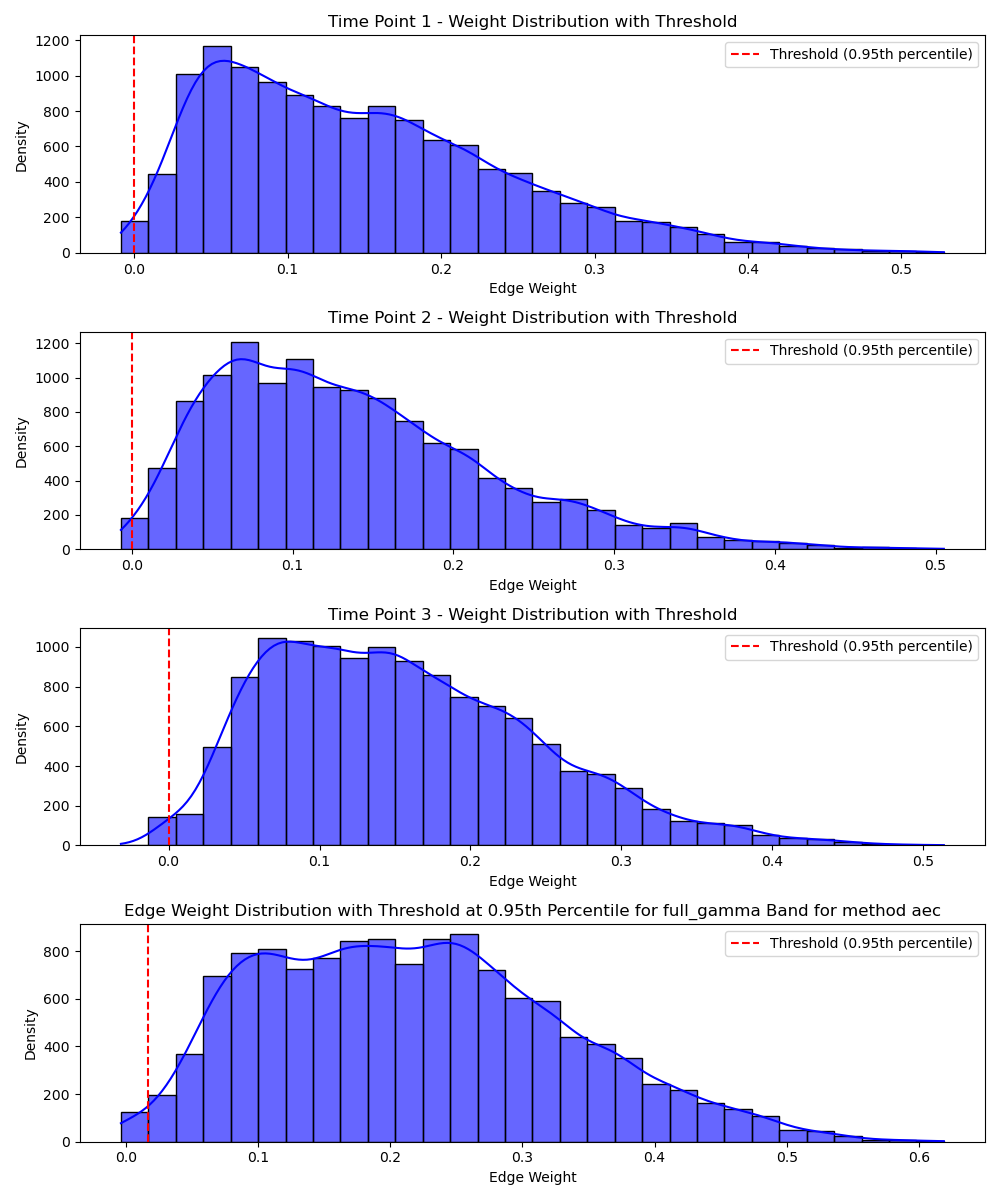 Time Point 1 - Weight Distribution with Threshold
1200
1000
800
600
400
200
0
Density
Threshold (0.95th percentile)
0.0 0.1 0.2 0.3 0.4 0.5
Edge Weight
Time Point 2 - Weight Distribution with Threshold
1200
1000
800
600
400
200
0
Density
Threshold (0.95th percentile)
0.0 0.1 0.2 0.3 0.4 0.5
Edge Weight
Time Point 3 - Weight Distribution with Threshold
1000
800
600
400
200
0
Density
Threshold (0.95th percentile)
0.0 0.1 0.2 0.3 0.4 0.5
Edge Weight
Edge Weight Distribution with Threshold at 0.95th Percentile for full_gamma Band for method aec
800
600
400
200
0
Density
Threshold (0.95th percentile)
0.0 0.1 0.2 0.3 0.4 0.5 0.6
Edge Weight